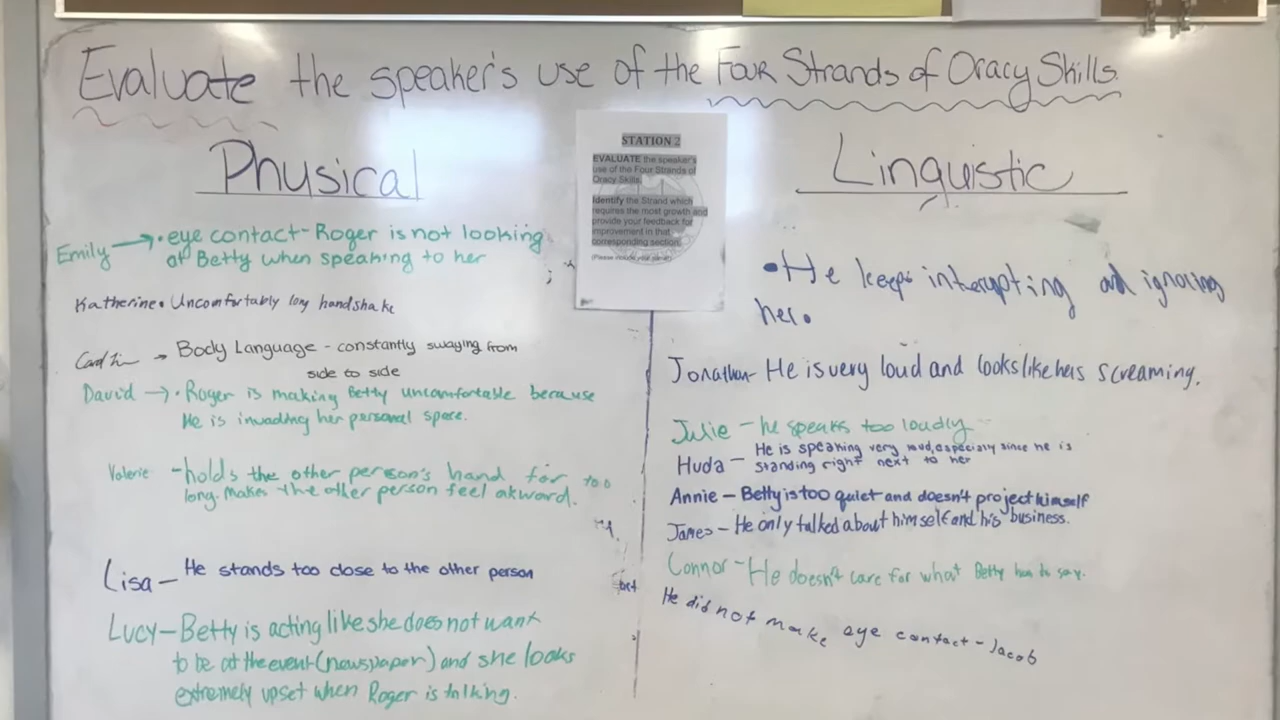 Evaluate the speaker's use of the Four Strands of Oracy Skills.
Physical
Emily → • eye contact - Roger is not looking
at Betty when speaking to her
Katherine • Uncomfortably long handshake
→ Body Language - constantly swaying from
side to side
David → • Roger is making Betty uncomfortable because
He is invading her personal space.
Valerie - holds the other person's hand for too
long. Makes the other person feel akward.
Lisa - He stands too close to the other person
Lucy - Betty is acting like she does not want
to be at the event (newspaper) and she looks
extremely upset when Roger is talking.
STATION 2
EVALUATE the speaker's
use of the Four Strands of
Oracy Skills.
Identify the Strand which
requires the most growth and
provide your feedback for
improvement in that
corresponding section.
(Please include your name)
Linguistic
• He keeps interupting and ignoring
her.
Jonathan - He is very loud and looks like hes screaming.
Julie - he speaks too loudly
Huda - He is speaking very loud, especially since he is
standing right next to her
Annie - Betty is too quiet and doesn't project himself
James - He only talked about himself and his business.
Connor - He doesn't care for what Betty has to say.
He did not make eye contact - Jacob